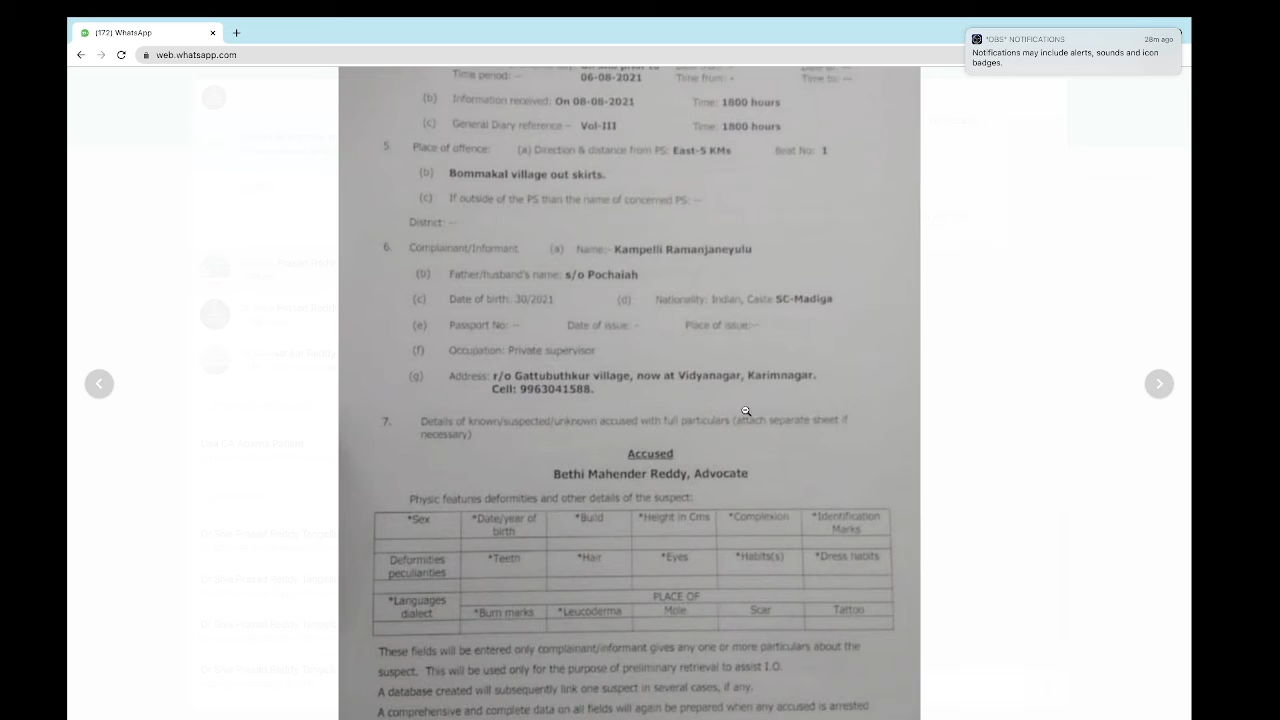 (172) WhatsApp
web.whatsapp.com
"DBS" NOTIFICATIONS
28m ago
Notifications may include alerts, sounds and icon
badges.
Time period: --
06-08-2021
Time from: -
Time to: --
(b) Information received: On 08-08-2021 Time: 1800 hours
(c) General Diary reference – Vol-III Time: 1800 hours
5. Place of offence: (a) Direction & distance from PS: East-5 KMs Beat No: 1
(b) Bommakal village out skirts.
(c) If outside of the PS than the name of concerned PS: --
District: --
6. Complainant/Informant (a) Name:- Kampelli Ramanjaneyulu
(b) Father/husband's name: s/o Pochaiah
(c) Date of birth: 30/2021 (d) Nationality: Indian, Caste SC-Madiga
(e) Passport No: -- Date of issue: - Place of issue:--
(f) Occupation: Private supervisor
(g) Address: r/o Gattubuthkur village, now at Vidyanagar, Karimnagar.
Cell: 9963041588.
7. Details of known/suspected/unknown accused with full particulars (attach separate sheet if
necessary)
Accused
Bethi Mahender Reddy, Advocate
Physic features deformities and other details of the suspect:
*Sex *Date/year of birth *Build *Height in Cms *Complexion *Identification Marks
Deformities peculiarities *Teeth *Hair *Eyes *Habits(s) *Dress habits
*Languages dialect PLACE OF
*Burn marks *Leucoderma Mole Scar Tattoo
These fields will be entered only complainant/informant gives any one or more particulars about the
suspect. This will be used only for the purpose of preliminary retrieval to assist I.O.
A database created will subsequently link one suspect in several cases, if any.
A comprehensive and complete data on all fields will again be prepared when any accused is arrested